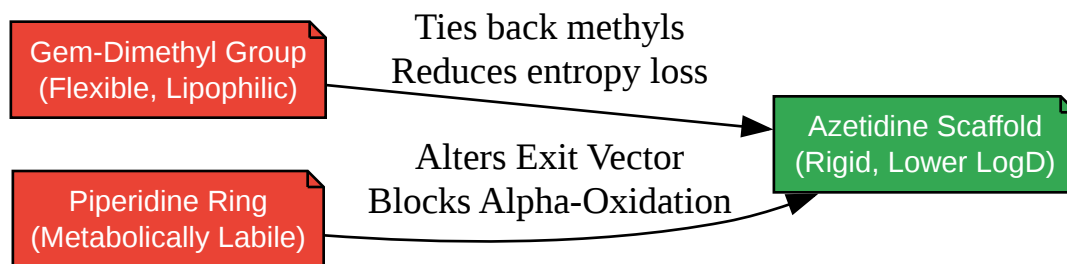 Gem-Dimethyl Group
(Flexible, Lipophilic)
Ties back methyls
Reduces entropy loss
Azetidine Scaffold
(Rigid, Lower LogD)
Piperidine Ring
(Metabolically Labile)
Alters Exit Vector
Blocks Alpha-Oxidation